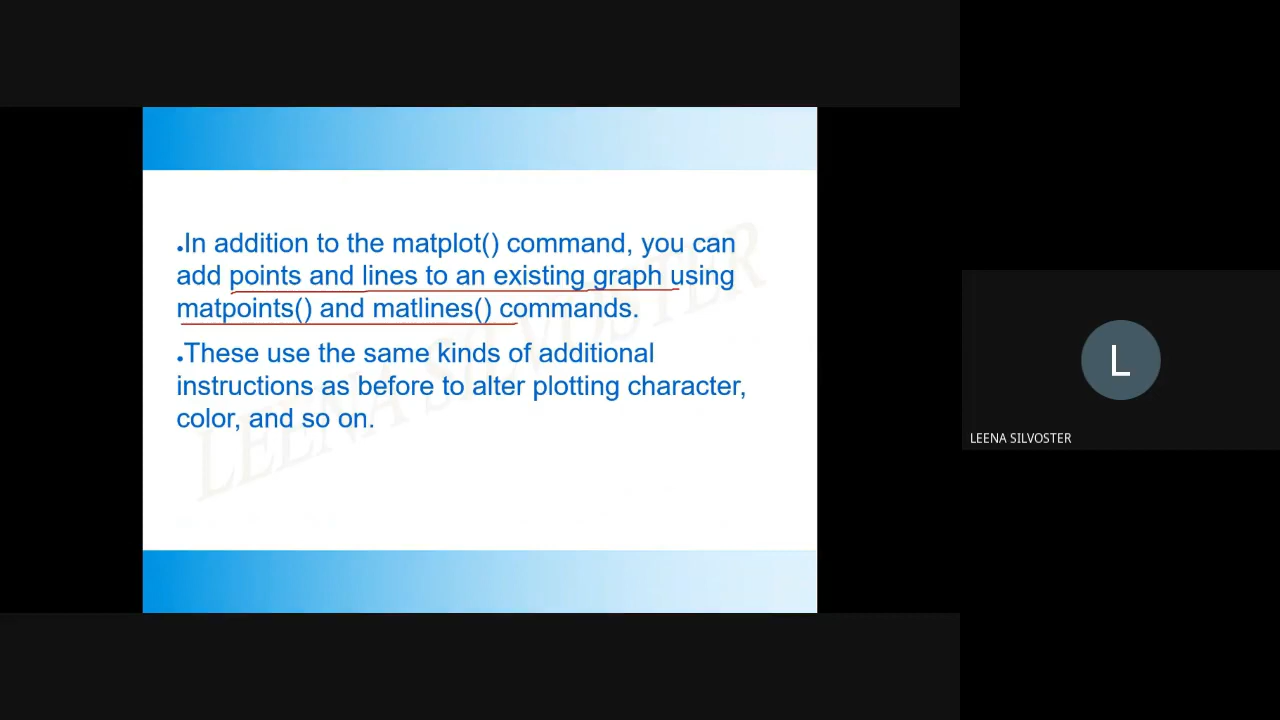 •In addition to the matplot() command, you can
add points and lines to an existing graph using
matpoints() and matlines() commands.
•These use the same kinds of additional
instructions as before to alter plotting character,
color, and so on.
LEENA SILVOSTER
L
LEENA SILVOSTER